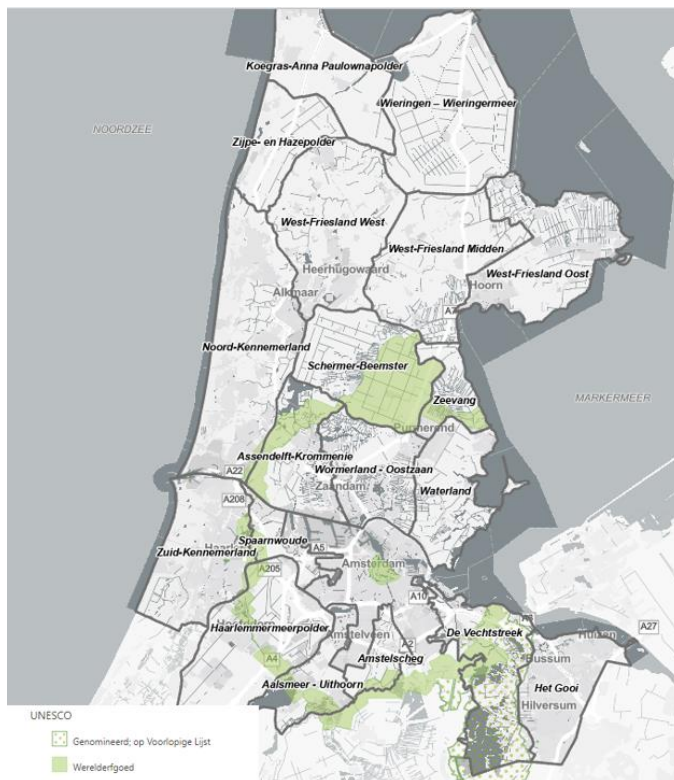 Koegras-Anna Paulownapolder
Wieringen – Wieringermeer
NOORDZEE
Zijpe- en Hazepolder
West-Friesland West
West-Friesland Midden
Heerhugowaard
West-Friesland Oost
Hoorn
Alkmaar
A7
Noord-Kennemerland
Schermer-Beemster
Zeevang
MARKERMEER
Purmerend
Assendelft-Krommenie
Wormerland - Oostzaan
A22
Zaandam
Waterland
A208
Spaarnwoude
A5
Zuid-Kennemerland
Amsterdam
A205
A10
A27
Haarlemmermeerpolder
De Vechtstreek
Huizen
Amstelveen
A2
Amstelscheg
Bussum
A4
Aalsmeer - Uithoorn
Het Gooi
Hilversum
UNESCO
Genomineerd; op Voorlopige Lijst
Werelderfgoed